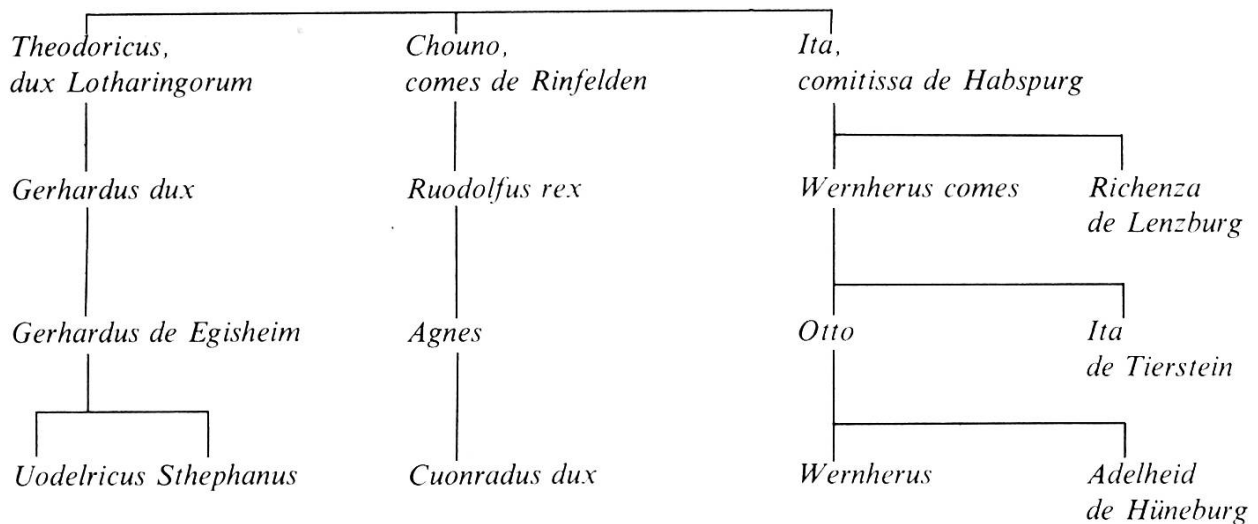 Theodoricus,
dux Lotharingorum
Chouno,
comes de Rinfelden
Ita,
comitissa de Habspurg
Gerhardus dux
Ruodolfus rex
Wernherus comes
Richenza
de Lenzburg
Gerhardus de Egisheim
Agnes
Otto
Ita
de Tierstein
Uodelricus Sthephanus
Cuonradus dux
Wernherus
Adelheid
de Hüneburg